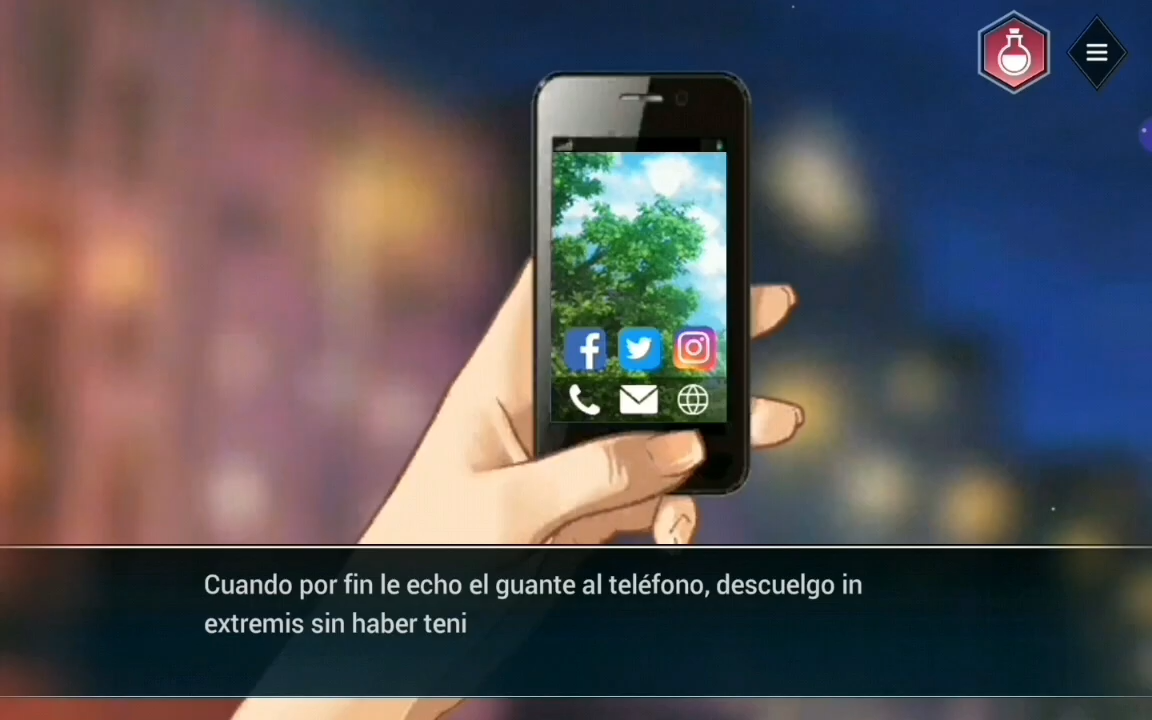 Cuando por fin le echo el guante al teléfono, descuelgo in
extremis sin haber teni